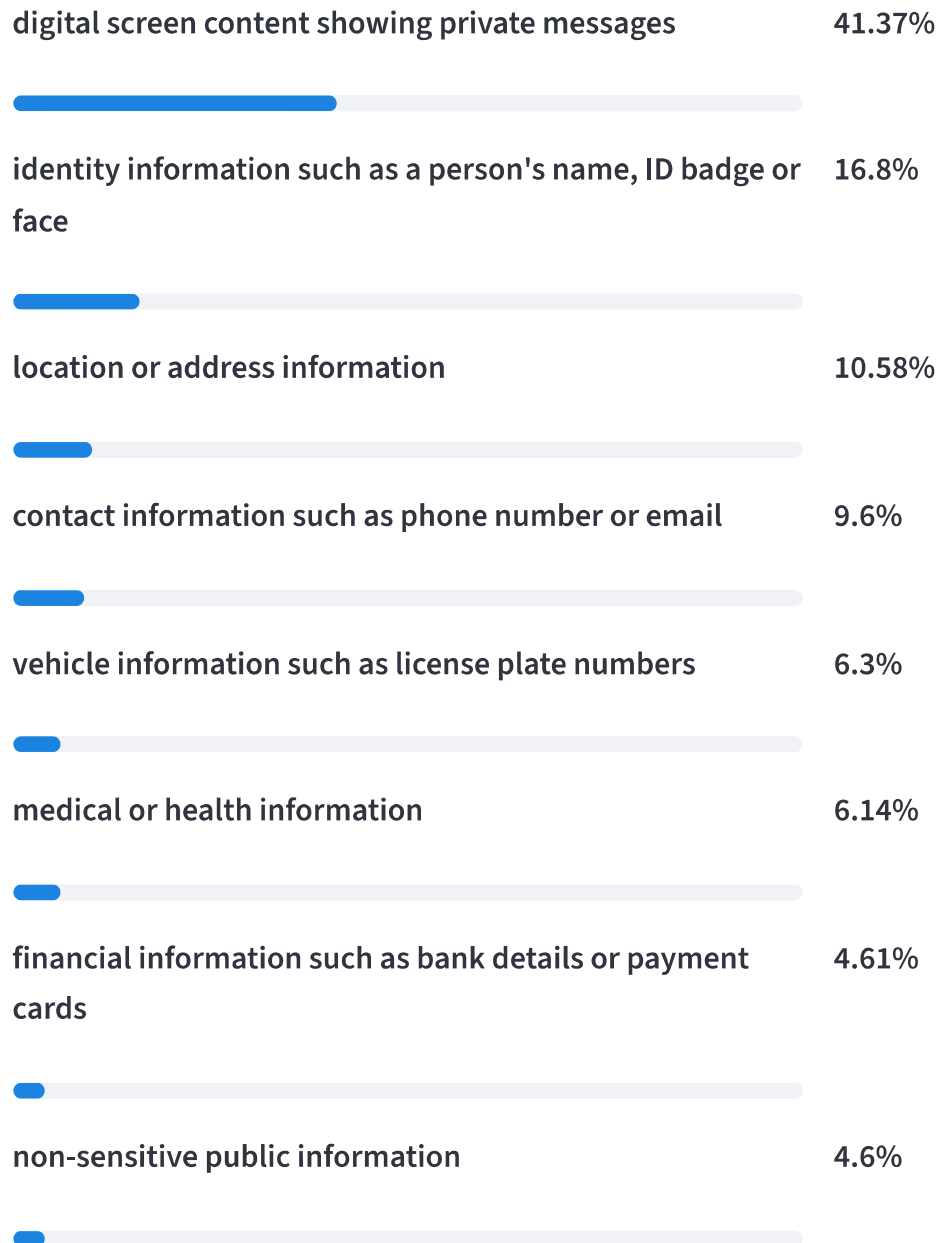 digital screen content showing private messages 41.37%
identity information such as a person's name, ID badge or 16.8%
face
location or address information 10.58%
contact information such as phone number or email 9.6%
vehicle information such as license plate numbers 6.3%
medical or health information 6.14%
financial information such as bank details or payment 4.61%
cards
non-sensitive public information 4.6%